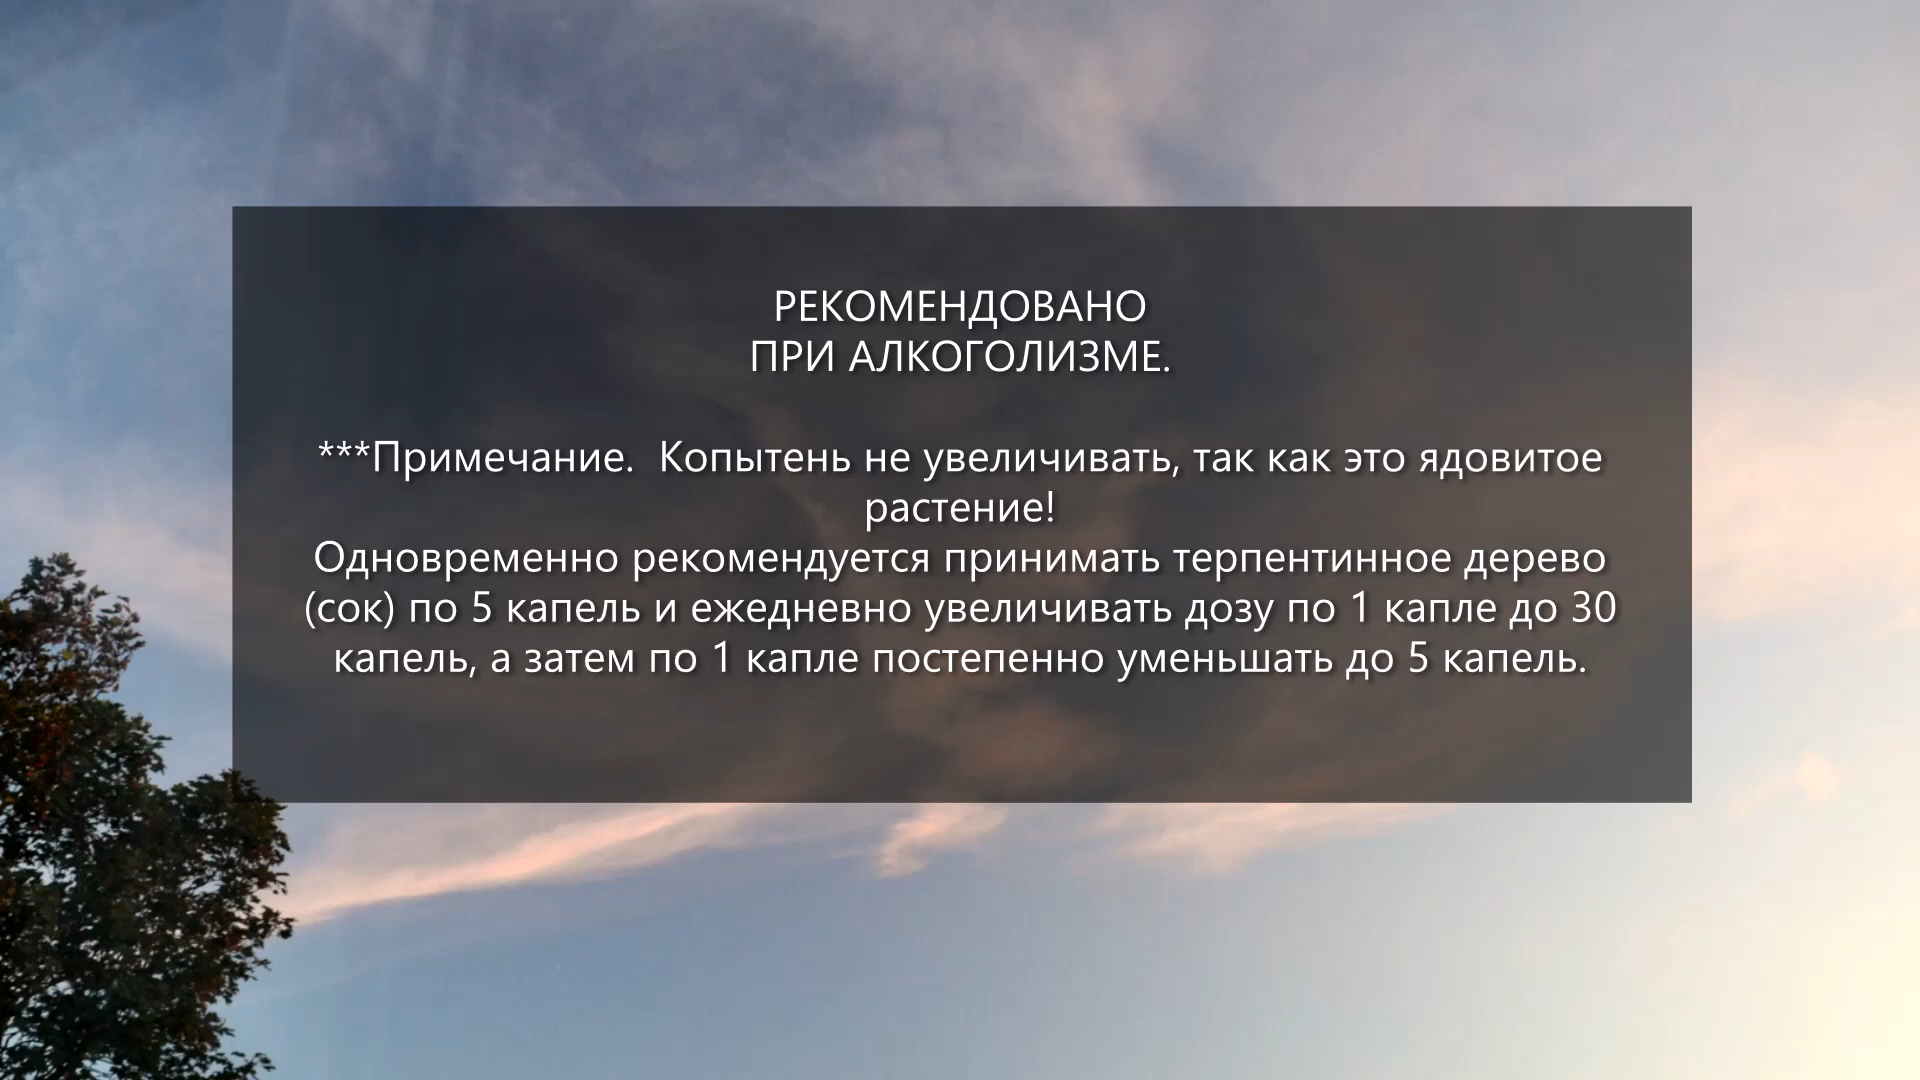 РЕКОМЕНДОВАНО
ПРИ АЛКОГОЛИЗМЕ.
***Примечание.  Копытень не увеличивать, так как это ядовитое
растение!
Одновременно рекомендуется принимать терпентинное дерево
(сок) по 5 капель и ежедневно увеличивать дозу по 1 капле до 30
капель, а затем по 1 капле постепенно уменьшать до 5 капель.